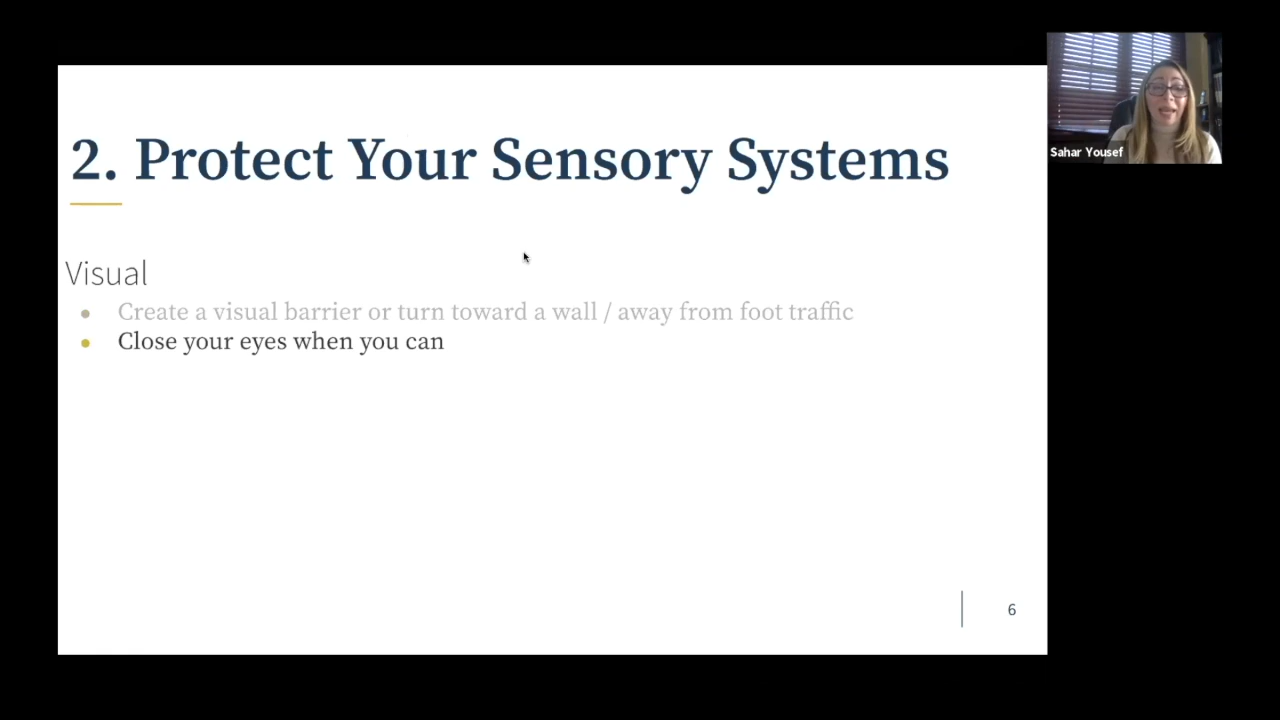 2. Protect Your Sensory Systems
Sahar Yousef
Visual
• Create a visual barrier or turn toward a wall / away from foot traffic
• Close your eyes when you can
6